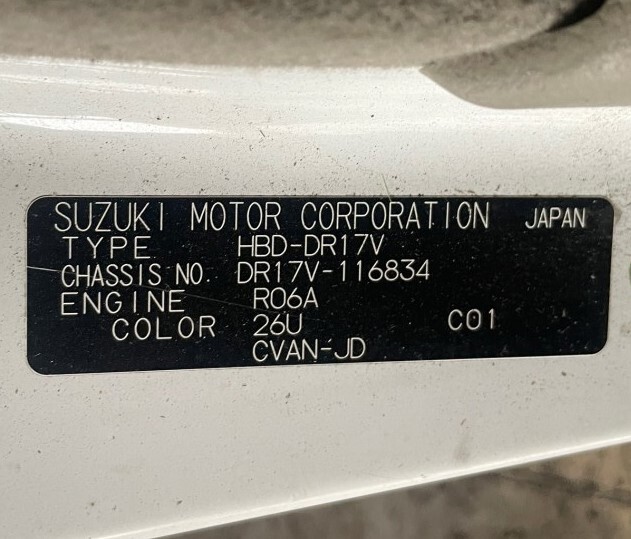 SUZUKI MOTOR CORPORATION JAPAN
TYPE HBD-DR17V
CHASSIS NO. DR17V-116834
ENGINE R06A
COLOR 26U C01
CVAN-JD